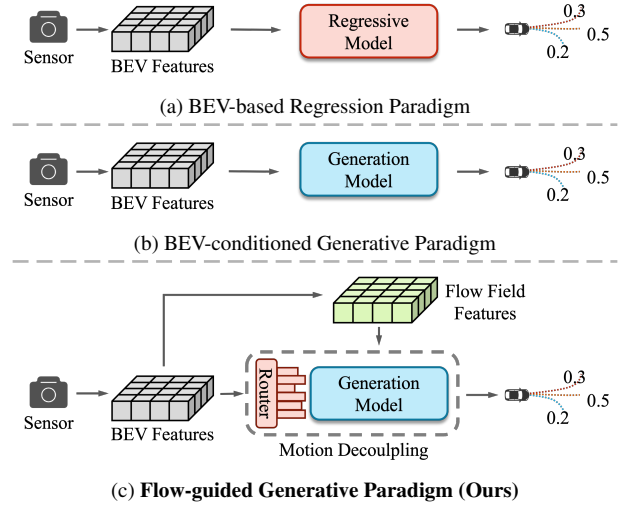 Sensor
BEV Features
Regressive
Model
0.3
0.5
0.2
(a) BEV-based Regression Paradigm
Sensor
BEV Features
Generation
Model
0.3
0.5
0.2
(b) BEV-conditioned Generative Paradigm
Flow Field
Features
Sensor
BEV Features
Router
Generation
Model
0.3
0.5
0.2
Motion Decoulpling
(c) Flow-guided Generative Paradigm (Ours)